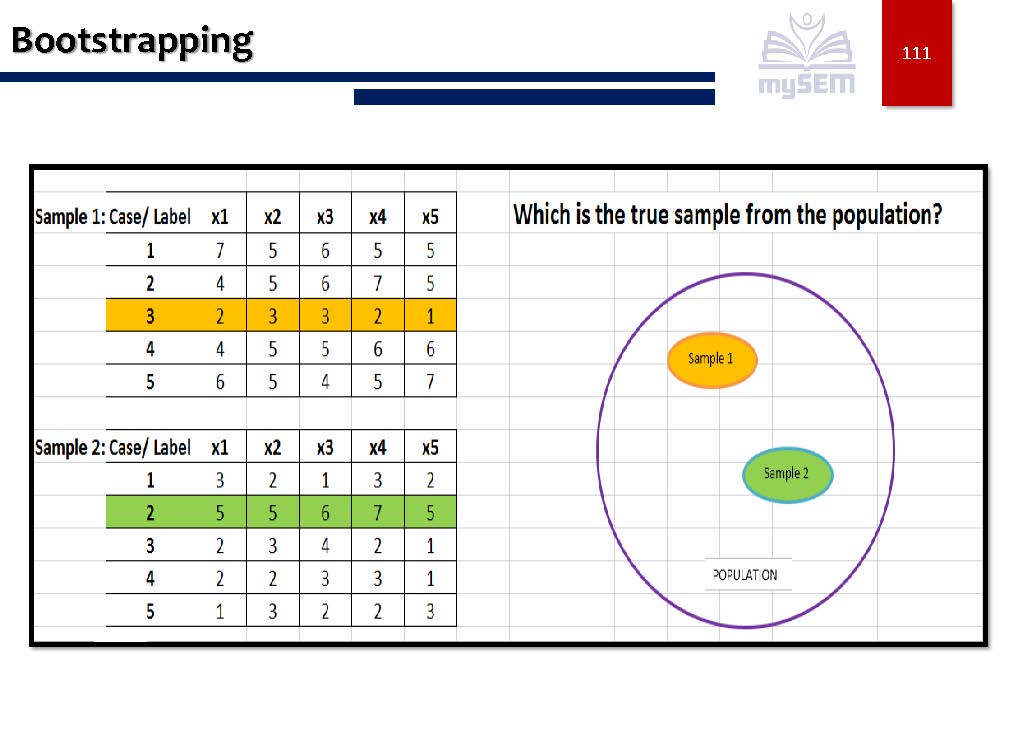 Bootstrapping
mySEM
111
Sample 1: Case/ Label x1 x2 x3 x4 x5
1 7 5 6 5 5
2 4 5 6 7 5
3 2 3 3 2 1
4 4 5 5 6 6
5 6 5 4 5 7
Sample 2: Case/ Label x1 x2 x3 x4 x5
1 3 2 1 3 2
2 5 5 6 7 5
3 2 3 4 2 1
4 2 2 3 3 1
5 1 3 2 2 3
Which is the true sample from the population?
Sample 1
Sample 2
POPULATION